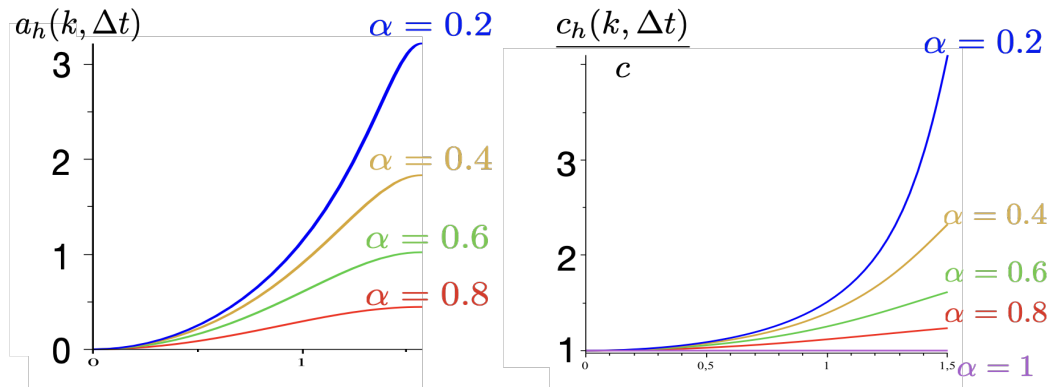 a_h(k, Δt)
α = 0.2
3
2
α = 0.4
1
α = 0.6
α = 0.8
0
0
1
c_h(k, Δt)
c
α = 0.2
3
α = 0.4
2
α = 0.6
α = 0.8
1
0
0,5
1
1,5
α = 1